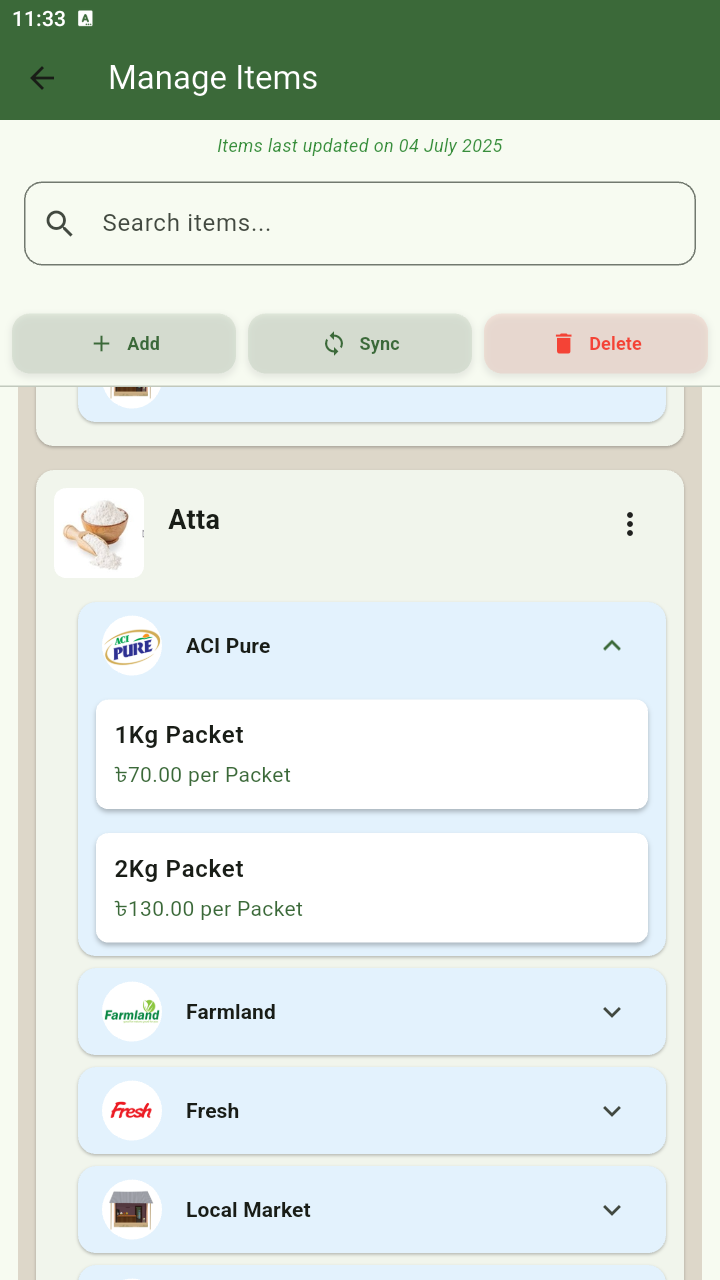 11:33 A
Manage Items
Items last updated on 04 July 2025
Search items...
Add
Sync
Delete
Atta
ACI PURE
ACI Pure
1Kg Packet
৳70.00 per Packet
2Kg Packet
৳130.00 per Packet
Farmland
Farmland
Fresh
Fresh
Local Market